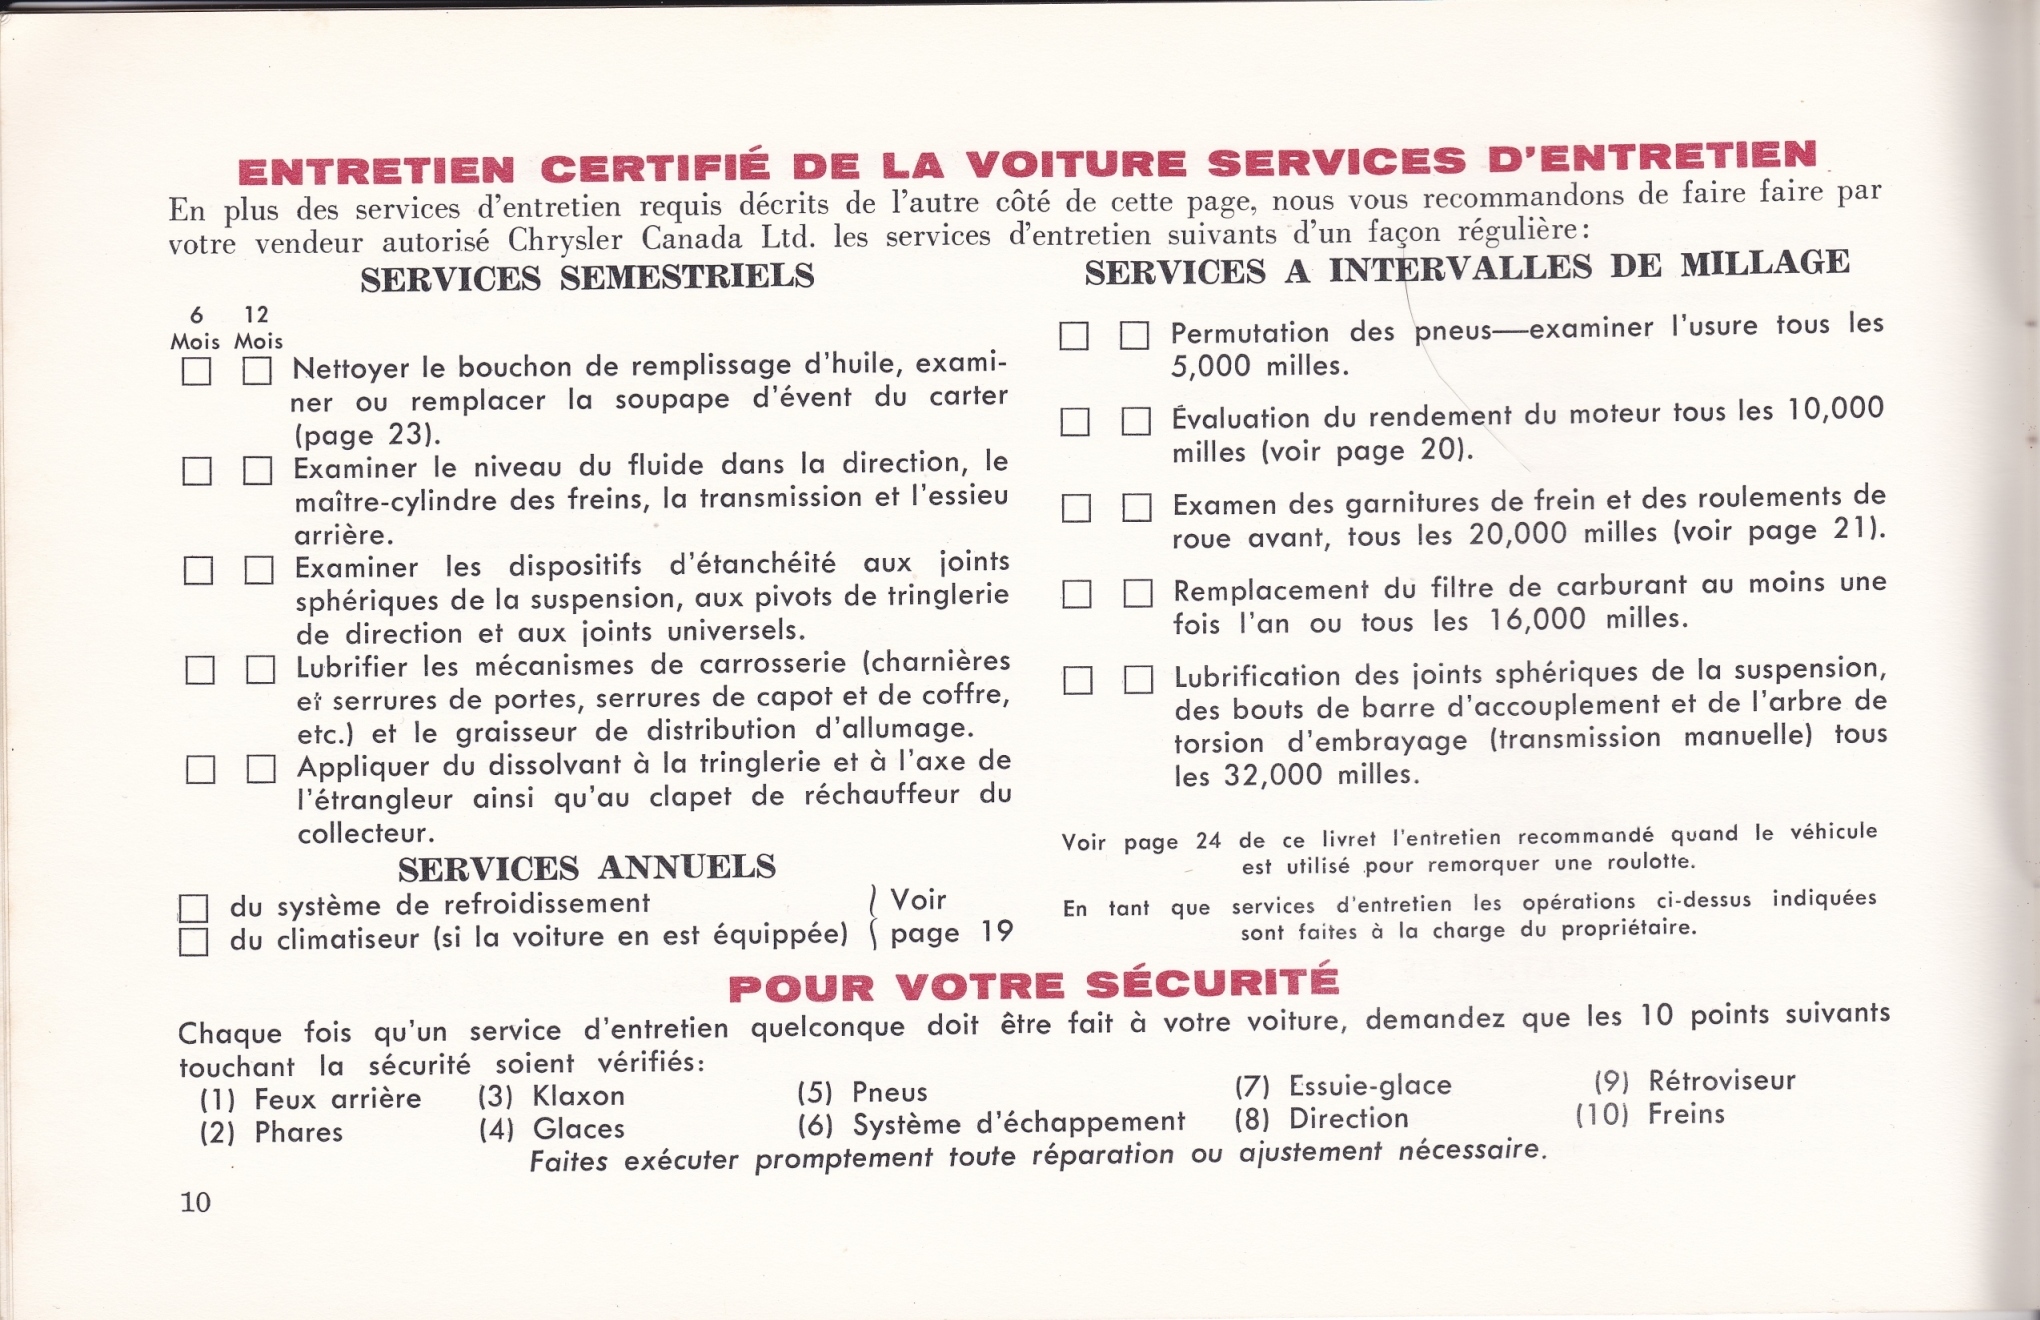 ENTRETIEN CERTIFIÉ DE LA VOITURE SERVICES D'ENTRETIEN
En plus des services d'entretien requis décrits de l'autre côté de cette page, nous vous recommandons de faire faire par
votre vendeur autorisé Chrysler Canada Ltd. les services d'entretien suivants d'un façon régulière:
SERVICES SEMESTRIELS
6 12
Mois Mois
Nettoyer le bouchon de remplissage d'huile, exami-
ner ou remplacer la soupape d'évent du carter
(page 23).
Examiner le niveau du fluide dans la direction, le
maître-cylindre des freins, la transmission et l'essieu
arrière.
Examiner les dispositifs d'étanchéité aux joints
sphériques de la suspension, aux pivots de tringlerie
de direction et aux joints universels.
Lubrifier les mécanismes de carrosserie (charnières
et serrures de portes, serrures de capot et de coffre,
etc.) et le graisseur de distribution d'allumage.
Appliquer du dissolvant à la tringlerie et à l'axe de
l'étrangleur ainsi qu'au clapet de réchauffeur du
collecteur.
SERVICES ANNUELS
du système de refroidissement } Voir
du climatiseur (si la voiture en est équippée) { page 19
SERVICES A INTERVALLES DE MILLAGE
Permutation des pneus—examiner l'usure tous les
5,000 milles.
Évaluation du rendement du moteur tous les 10,000
milles (voir page 20).
Examen des garnitures de frein et des roulements de
roue avant, tous les 20,000 milles (voir page 21).
Remplacement du filtre de carburant au moins une
fois l'an ou tous les 16,000 milles.
Lubrification des joints sphériques de la suspension,
des bouts de barre d'accouplement et de l'arbre de
torsion d'embrayage (transmission manuelle) tous
les 32,000 milles.
Voir page 24 de ce livret l'entretien recommandé quand le véhicule
est utilisé pour remorquer une roulotte.
En tant que services d'entretien les opérations ci-dessus indiquées
sont faites à la charge du propriétaire.
POUR VOTRE SÉCURITÉ
Chaque fois qu'un service d'entretien quelconque doit être fait à votre voiture, demandez que les 10 points suivants
touchant la sécurité soient vérifiés:
(1) Feux arrière (3) Klaxon (5) Pneus (7) Essuie-glace (9) Rétroviseur
(2) Phares (4) Glaces (6) Système d'échappement (8) Direction (10) Freins
Faites exécuter promptement toute réparation ou ajustement nécessaire.
10